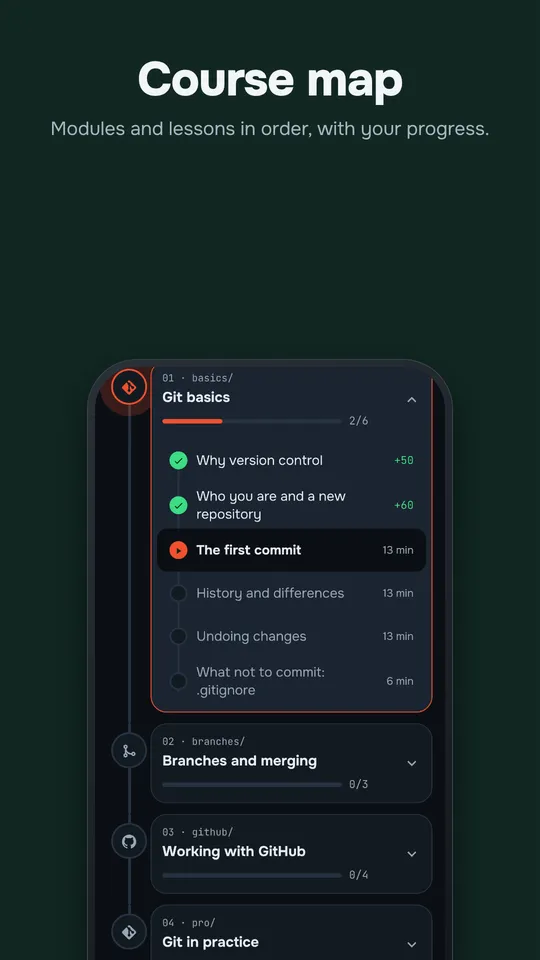 Course map
Modules and lessons in order, with your progress.
01 · basics/
Git basics
2/6
Why version control +50
Who you are and a new
repository +60
The first commit 13 min
History and differences 13 min
Undoing changes 13 min
What not to commit:
.gitignore 6 min
02 · branches/
Branches and merging
0/3
03 · github/
Working with GitHub
0/4
04 · pro/
Git in practice